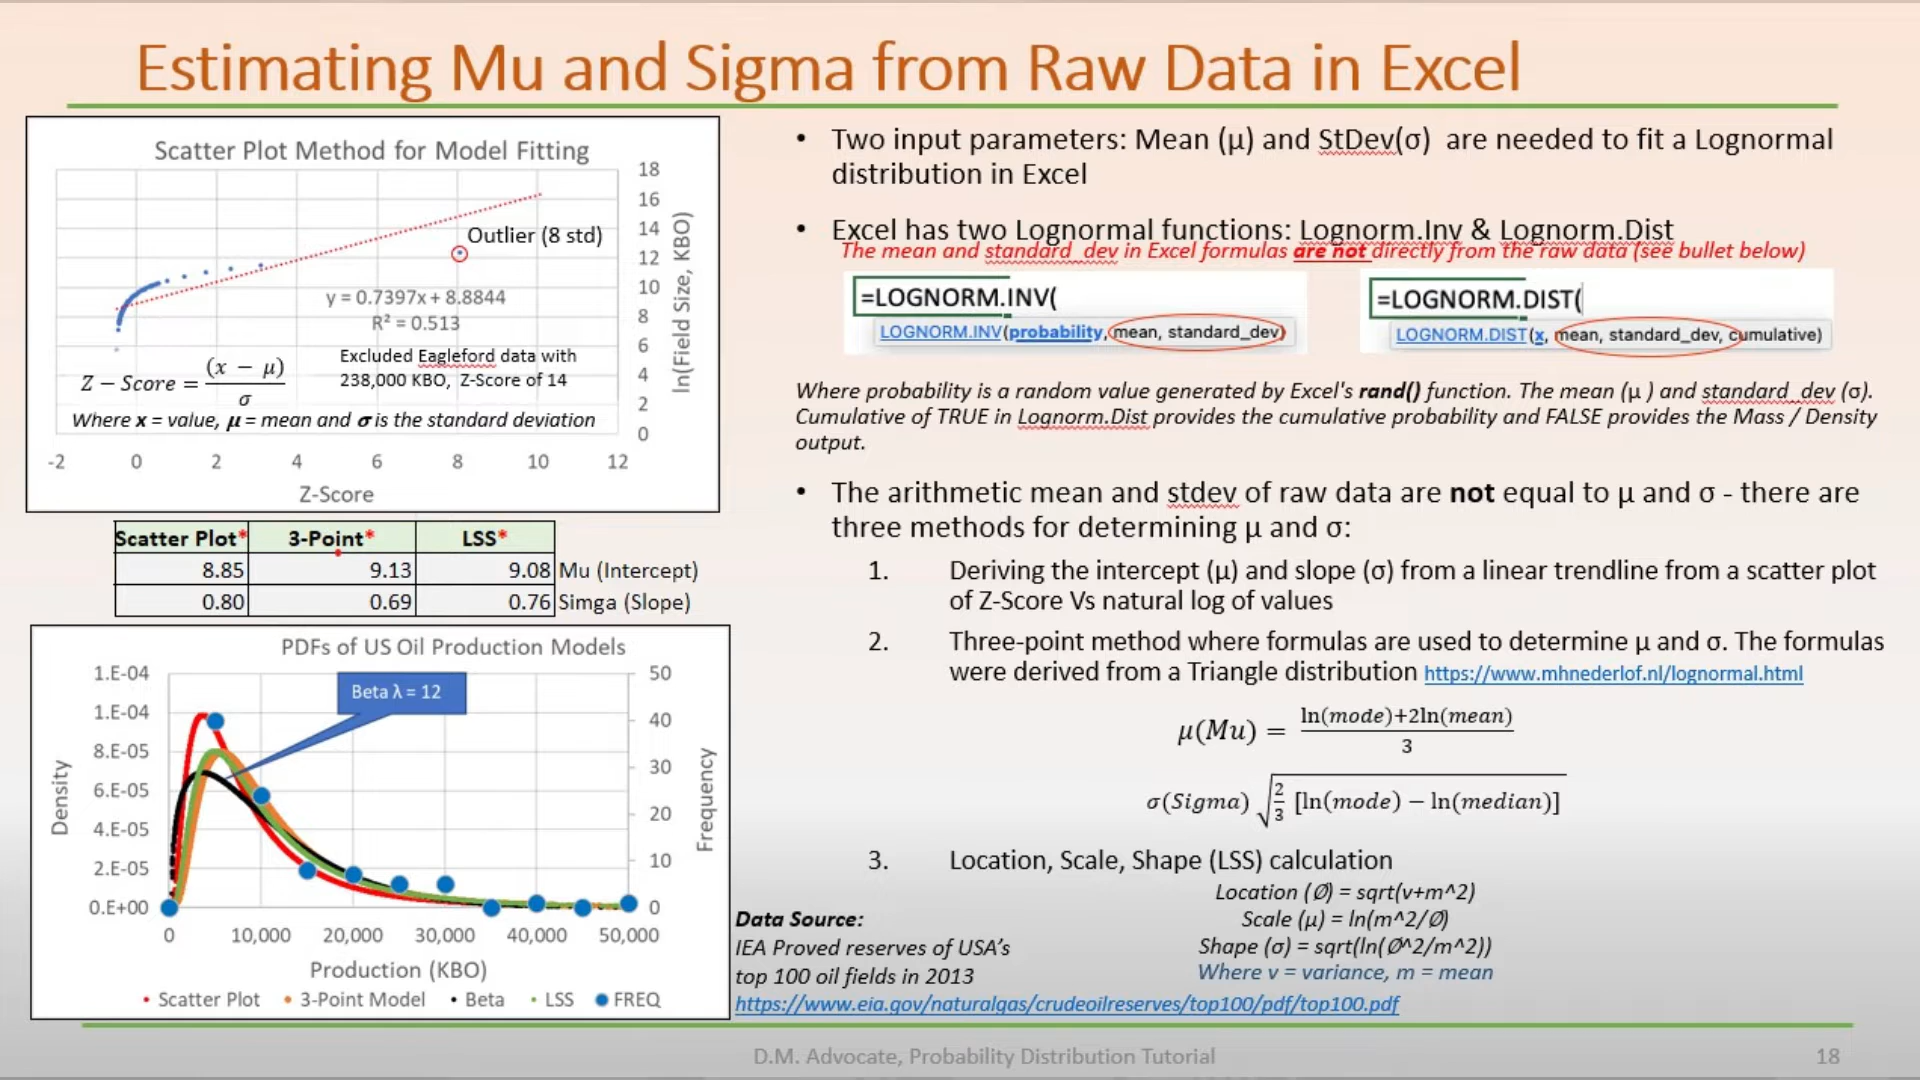 Estimating Mu and Sigma from Raw Data in Excel
Scatter Plot Method for Model Fitting
18
16
14
12
10
8
6
4
2
0
ln(Field Size, KBO)
Outlier (8 std)
y = 0.7397x + 8.8844
R² = 0.513
Excluded Eagleford data with
238,000 KBO, Z-Score of 14
Z − Score = (x − μ) / σ
Where x = value, μ = mean and σ is the standard deviation
-2 0 2 4 6 8 10 12
Z-Score
Scatter Plot* 3-Point* LSS*
8.85 9.13 9.08 Mu (Intercept)
0.80 0.69 0.76 Simga (Slope)
PDFs of US Oil Production Models
Beta λ = 12
1.E-04 50
1.E-04 40
8.E-05
6.E-05 30
4.E-05 20
2.E-05 10
0.E+00 0
Density
Frequency
0 10,000 20,000 30,000 40,000 50,000
Production (KBO)
• Scatter Plot • 3-Point Model • Beta • LSS ● FREQ
• Two input parameters: Mean (μ) and StDev(σ) are needed to fit a Lognormal
distribution in Excel
• Excel has two Lognormal functions: Lognorm.Inv & Lognorm.Dist
The mean and standard_dev in Excel formulas are not directly from the raw data (see bullet below)
=LOGNORM.INV(
LOGNORM.INV(probability, mean, standard_dev)
=LOGNORM.DIST(
LOGNORM.DIST(x, mean, standard_dev, cumulative)
Where probability is a random value generated by Excel's rand() function. The mean (μ ) and standard_dev (σ).
Cumulative of TRUE in Lognorm.Dist provides the cumulative probability and FALSE provides the Mass / Density
output.
• The arithmetic mean and stdev of raw data are not equal to μ and σ - there are
three methods for determining μ and σ:
1. Deriving the intercept (μ) and slope (σ) from a linear trendline from a scatter plot
of Z-Score Vs natural log of values
2. Three-point method where formulas are used to determine μ and σ. The formulas
were derived from a Triangle distribution https://www.mhnederlof.nl/lognormal.html
μ(Mu) = ln(mode)+2ln(mean) / 3
σ(Sigma) √ 2/3 [ln(mode) − ln(median)]
3. Location, Scale, Shape (LSS) calculation
Location (Ø) = sqrt(v+m^2)
Scale (μ) = ln(m^2/Ø)
Shape (σ) = sqrt(ln(Ø^2/m^2))
Where v = variance, m = mean
Data Source:
IEA Proved reserves of USA's
top 100 oil fields in 2013
https://www.eia.gov/naturalgas/crudeoilreserves/top100/pdf/top100.pdf
D.M. Advocate, Probability Distribution Tutorial
18